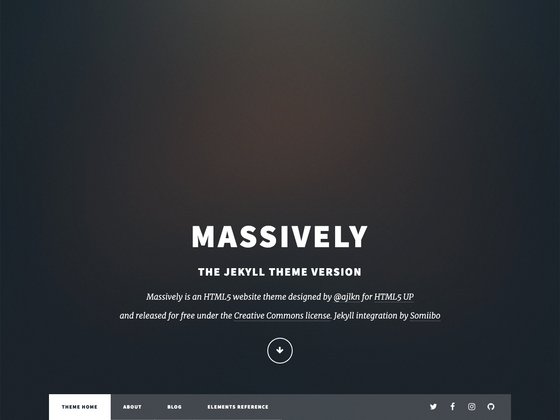 MASSIVELY
THE JEKYLL THEME VERSION
Massively is an HTML5 website theme designed by @ajlkn for HTML5 UP
and released for free under the Creative Commons license. Jekyll integration by Somiibo
THEME HOME ABOUT BLOG ELEMENTS REFERENCE